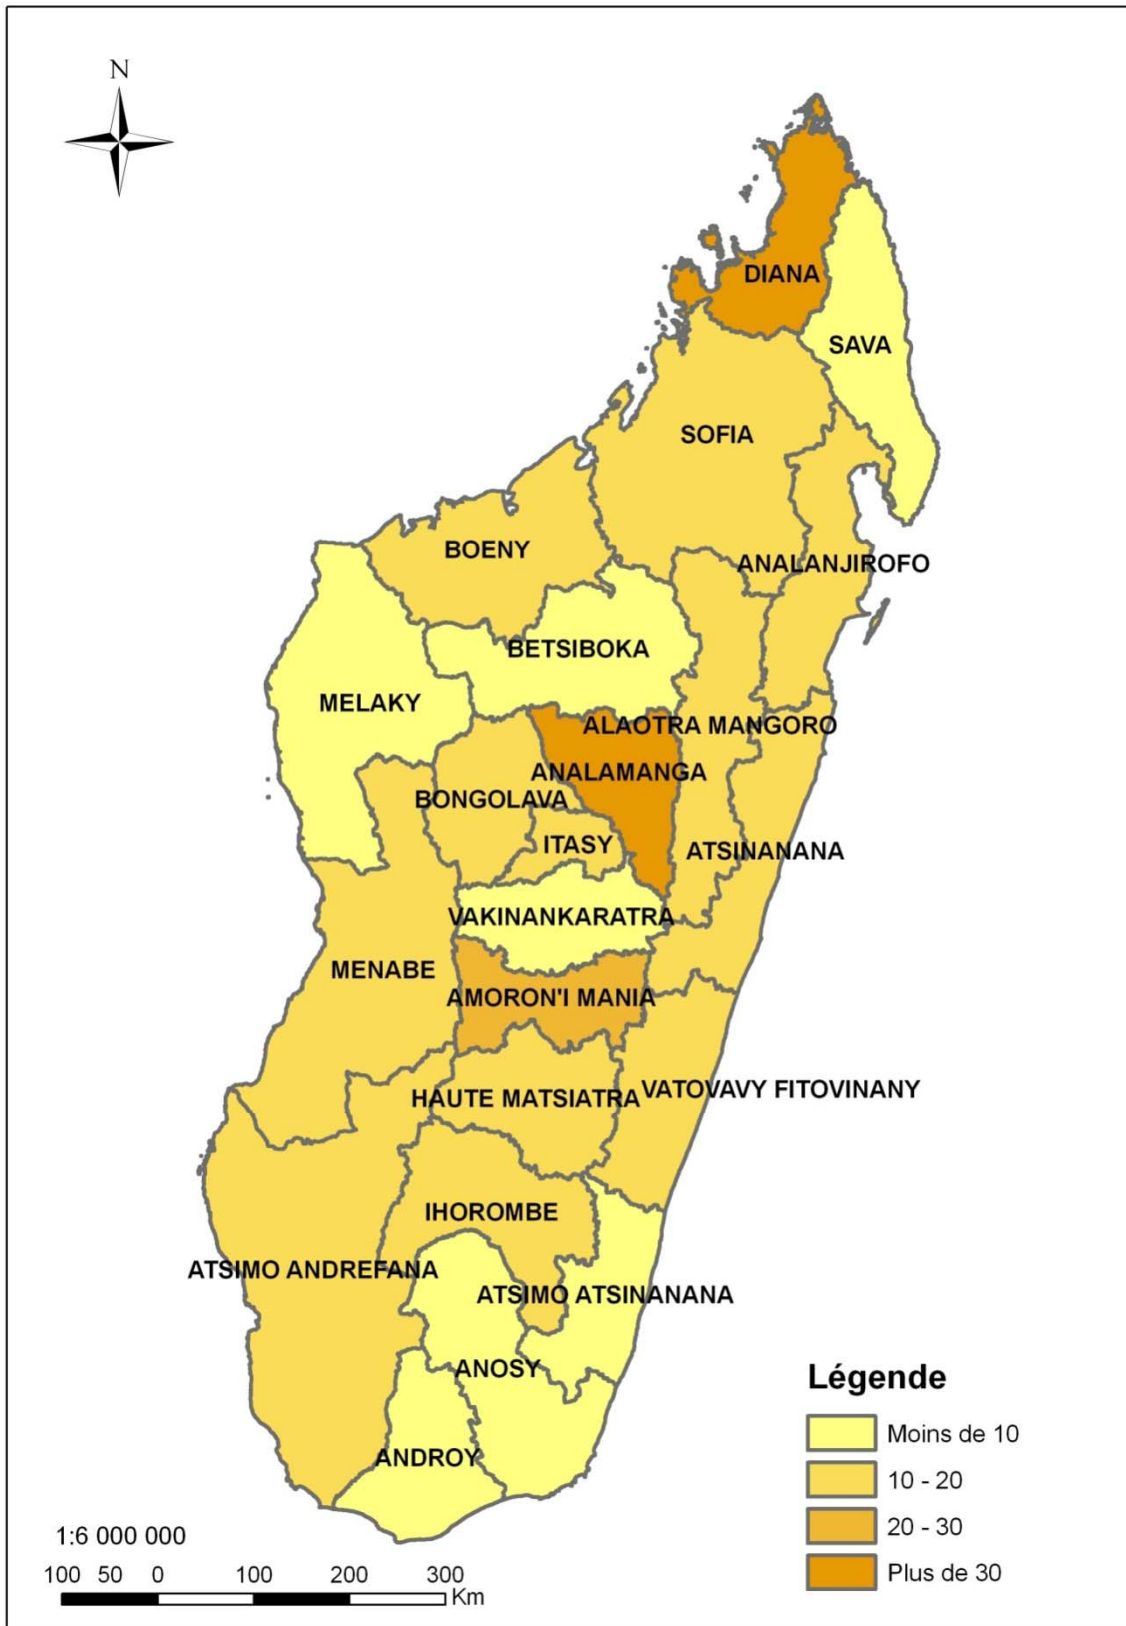 N
DIANA
SAVA
SOFIA
BOENY
ANALANJIROFO
BETSIBOKA
MELAKY
ALAOTRA MANGORO
ANALAMANGA
BONGOLAVA
ITASY
ATSINANANA
VAKINANKARATRA
MENABE
AMORON'I MANIA
HAUTE MATSIATRA
VATOVAVY FITOVINANY
IHOROMBE
ATSIMO ANDREFANA
ATSIMO ATSINANANA
ANOSY
ANDROY
Légende
Moins de 10
10 - 20
20 - 30
Plus de 30
1:6 000 000
100 50 0 100 200 300
Km